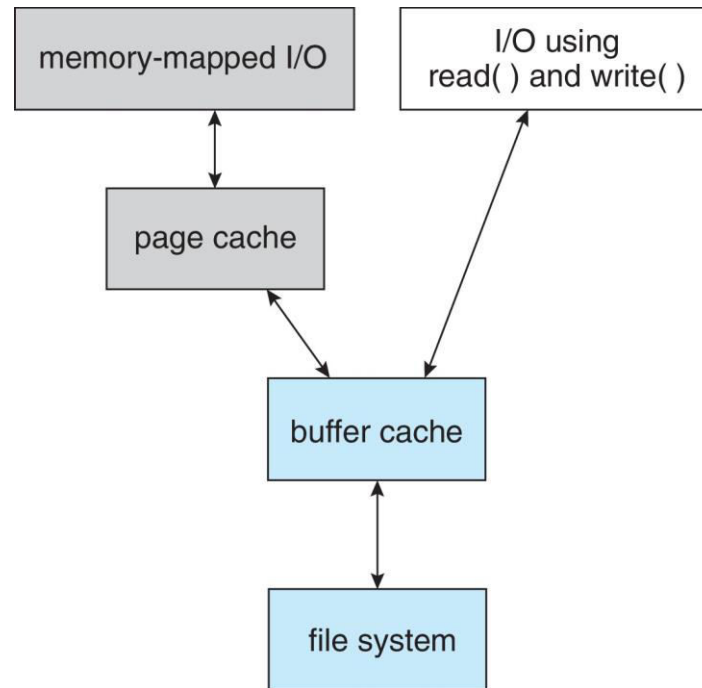 memory-mapped I/O
I/O using
read( ) and write( )
page cache
buffer cache
file system